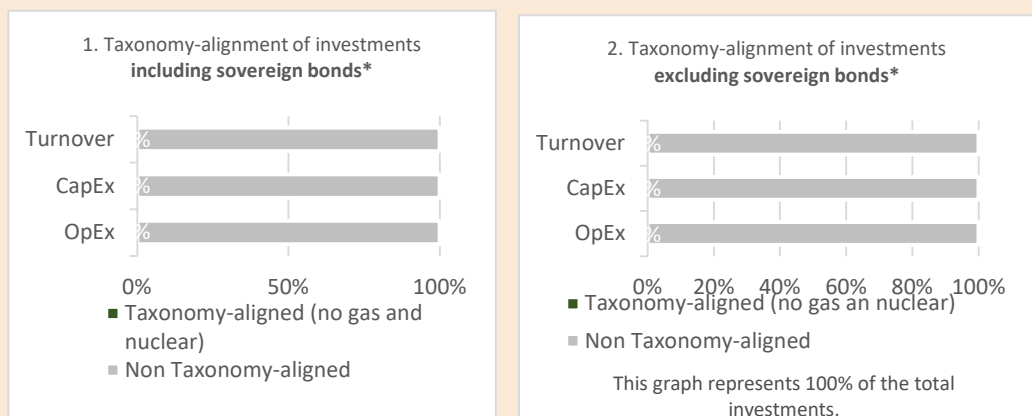 1. Taxonomy-alignment of investments
including sovereign bonds*
Turnover
%
CapEx
%
OpEx
%
0% 50% 100%
Taxonomy-aligned (no gas and
nuclear)
Non Taxonomy-aligned
2. Taxonomy-alignment of investments
excluding sovereign bonds*
Turnover
%
CapEx
%
OpEx
%
0% 20% 40% 60% 80% 100%
Taxonomy-aligned (no gas an nuclear)
Non Taxonomy-aligned
This graph represents 100% of the total
investments.